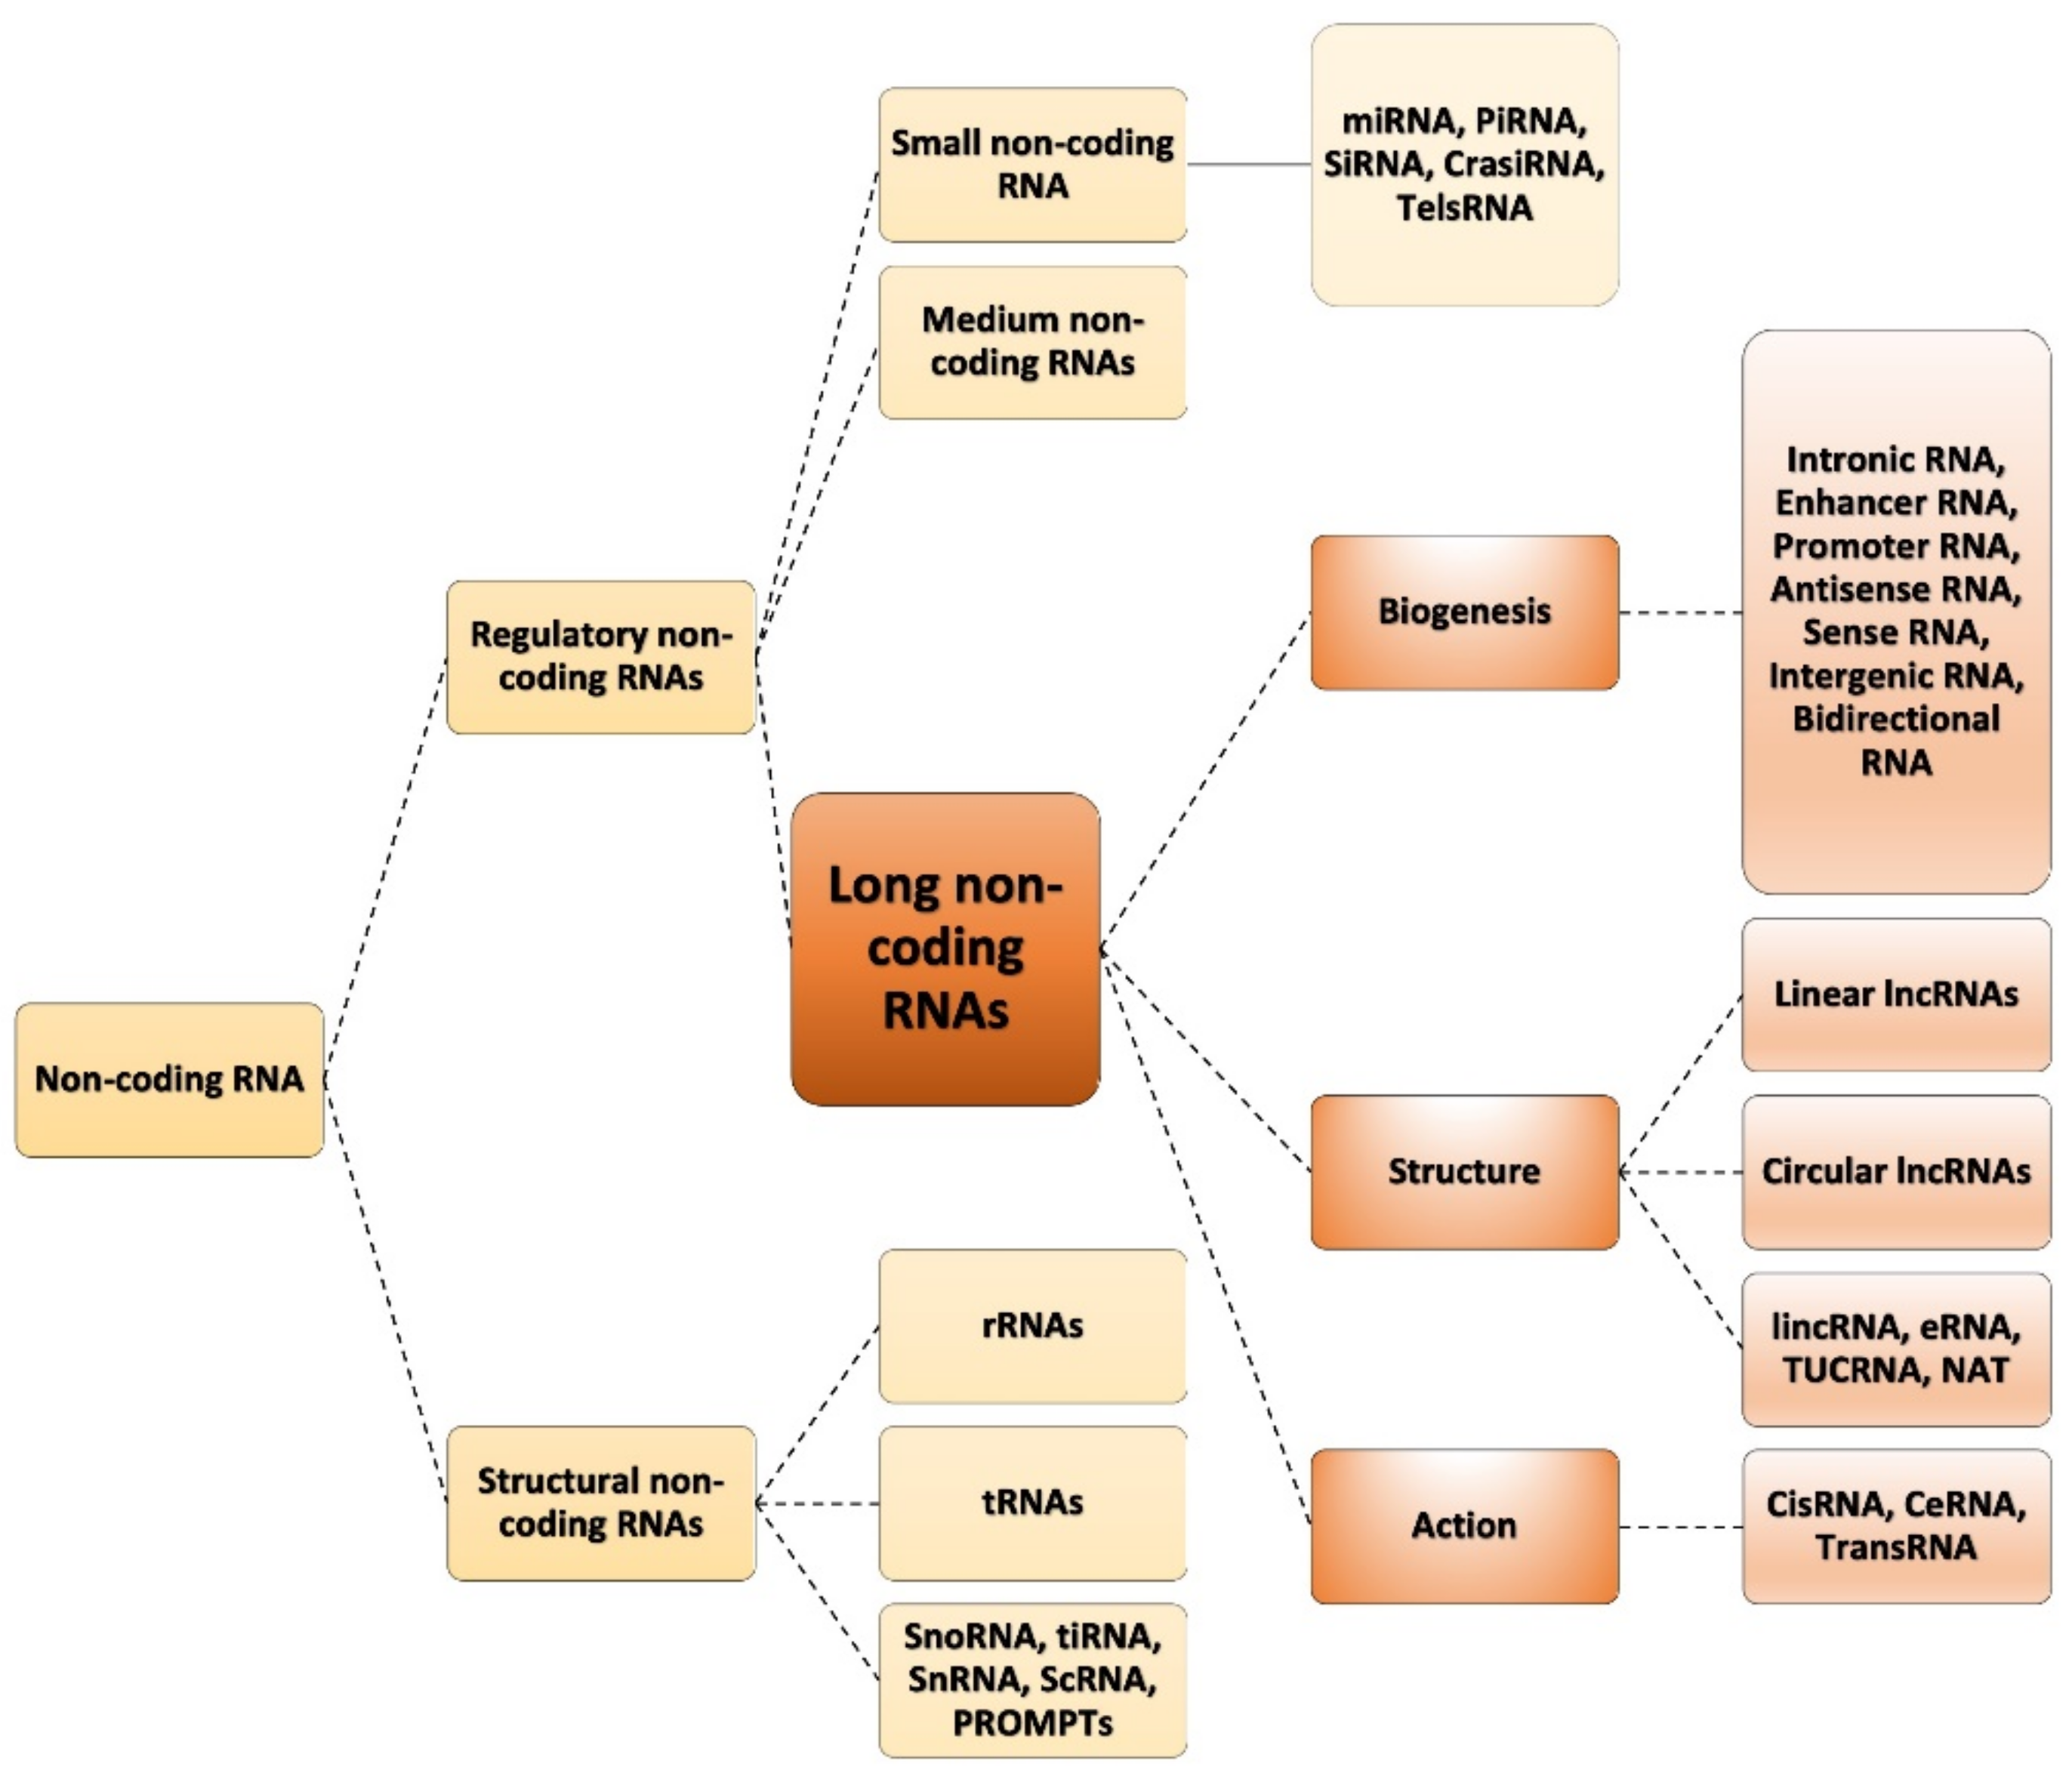 Non-coding RNA
Regulatory non-
coding RNAs
Small non-coding
RNA
miRNA, PiRNA,
SiRNA, CrasiRNA,
TelsRNA
Medium non-
coding RNAs
Long non-
coding
RNAs
Biogenesis
Intronic RNA,
Enhancer RNA,
Promoter RNA,
Antisense RNA,
Sense RNA,
Intergenic RNA,
Bidirectional
RNA
Structure
Linear lncRNAs
Circular lncRNAs
lincRNA, eRNA,
TUCRNA, NAT
Action
CisRNA, CeRNA,
TransRNA
Structural non-
coding RNAs
rRNAs
tRNAs
SnoRNA, tiRNA,
SnRNA, ScRNA,
PROMPTs